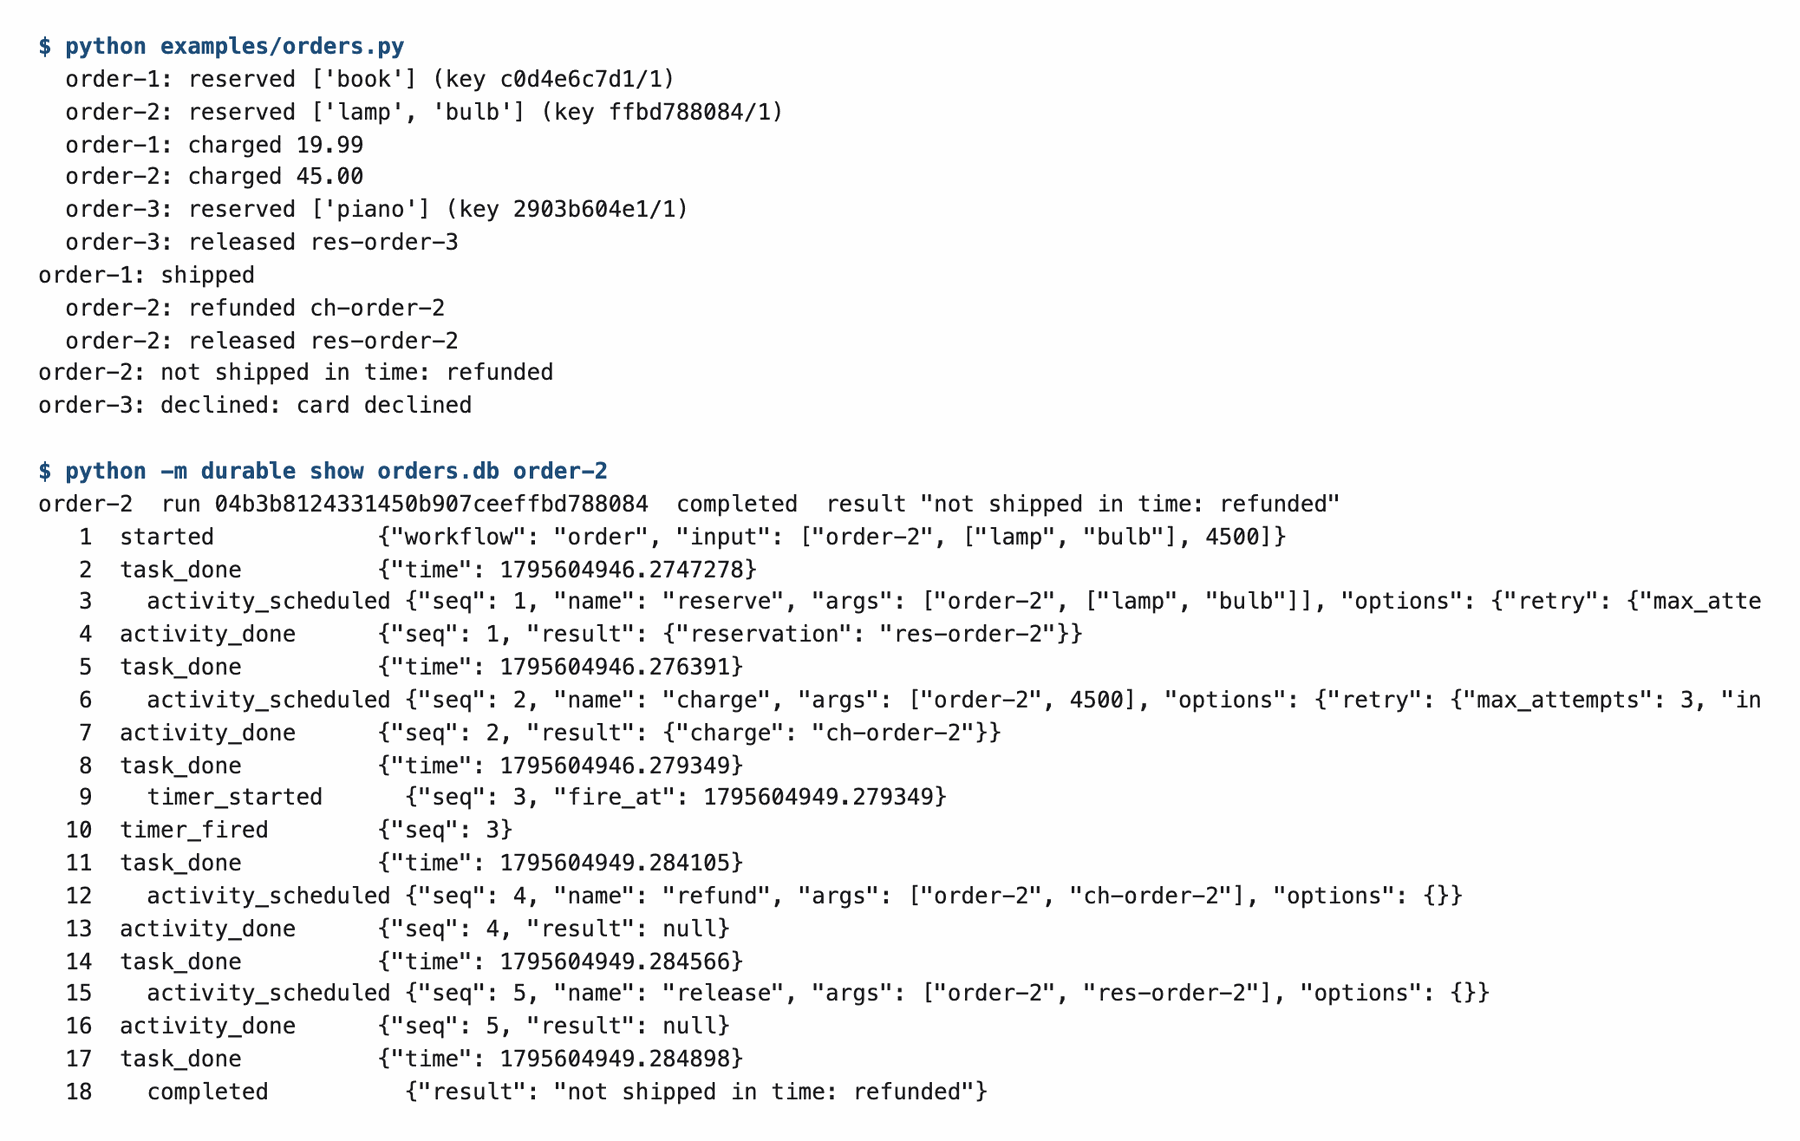 $ python examples/orders.py
  order-1: reserved ['book'] (key c0d4e6c7d1/1)
  order-2: reserved ['lamp', 'bulb'] (key ffbd788084/1)
  order-1: charged 19.99
  order-2: charged 45.00
  order-3: reserved ['piano'] (key 2903b604e1/1)
  order-3: released res-order-3
order-1: shipped
  order-2: refunded ch-order-2
  order-2: released res-order-2
order-2: not shipped in time: refunded
order-3: declined: card declined

$ python -m durable show orders.db order-2
order-2  run 04b3b8124331450b907ceeffbd788084  completed  result "not shipped in time: refunded"
   1  started            {"workflow": "order", "input": ["order-2", ["lamp", "bulb"], 4500]}
   2  task_done          {"time": 1795604946.2747278}
   3    activity_scheduled {"seq": 1, "name": "reserve", "args": ["order-2", ["lamp", "bulb"]], "options": {"retry": {"max_atte
   4  activity_done      {"seq": 1, "result": {"reservation": "res-order-2"}}
   5  task_done          {"time": 1795604946.276391}
   6    activity_scheduled {"seq": 2, "name": "charge", "args": ["order-2", 4500], "options": {"retry": {"max_attempts": 3, "in
   7  activity_done      {"seq": 2, "result": {"charge": "ch-order-2"}}
   8  task_done          {"time": 1795604946.279349}
   9    timer_started      {"seq": 3, "fire_at": 1795604949.279349}
  10  timer_fired        {"seq": 3}
  11  task_done          {"time": 1795604949.284105}
  12    activity_scheduled {"seq": 4, "name": "refund", "args": ["order-2", "ch-order-2"], "options": {}}
  13  activity_done      {"seq": 4, "result": null}
  14  task_done          {"time": 1795604949.284566}
  15    activity_scheduled {"seq": 5, "name": "release", "args": ["order-2", "res-order-2"], "options": {}}
  16  activity_done      {"seq": 5, "result": null}
  17  task_done          {"time": 1795604949.284898}
  18    completed          {"result": "not shipped in time: refunded"}